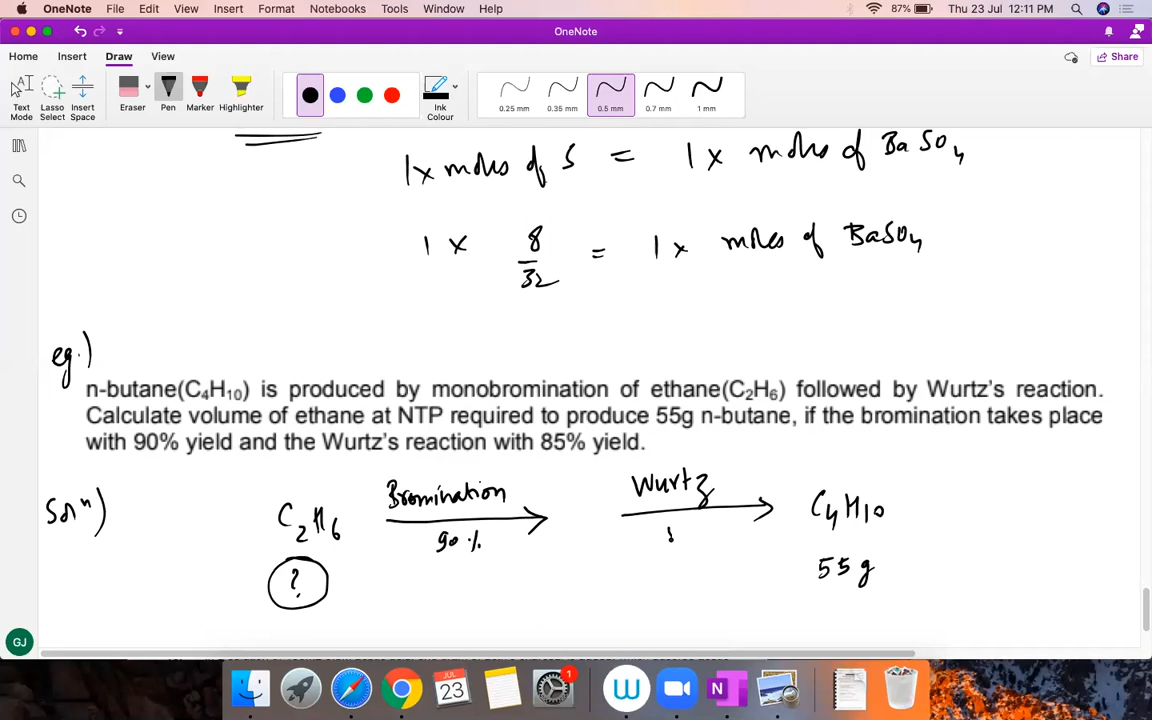 OneNote File Edit View Insert Format Notebooks Tools Window Help 87% Thu 23 Jul 12:11 PM
OneNote
Home Insert Draw View Share
Text Mode Lasso Select Insert Space Eraser Pen Marker Highlighter Ink Colour 0.25 mm 0.35 mm 0.5 mm 0.7 mm 1 mm
1 x moles of S = 1 x moles of BaSO4
1 x 8/32 = 1 x moles of BaSO4
eg.)
n-butane(C₄H₁₀) is produced by monobromination of ethane(C₂H₆) followed by Wurtz's reaction.
Calculate volume of ethane at NTP required to produce 55g n-butane, if the bromination takes place
with 90% yield and the Wurtz's reaction with 85% yield.
Solⁿ) C₂H₆ Bromination 90% Wurtz C₄H₁₀
? 55g
GJ
JUL 23 1 W N